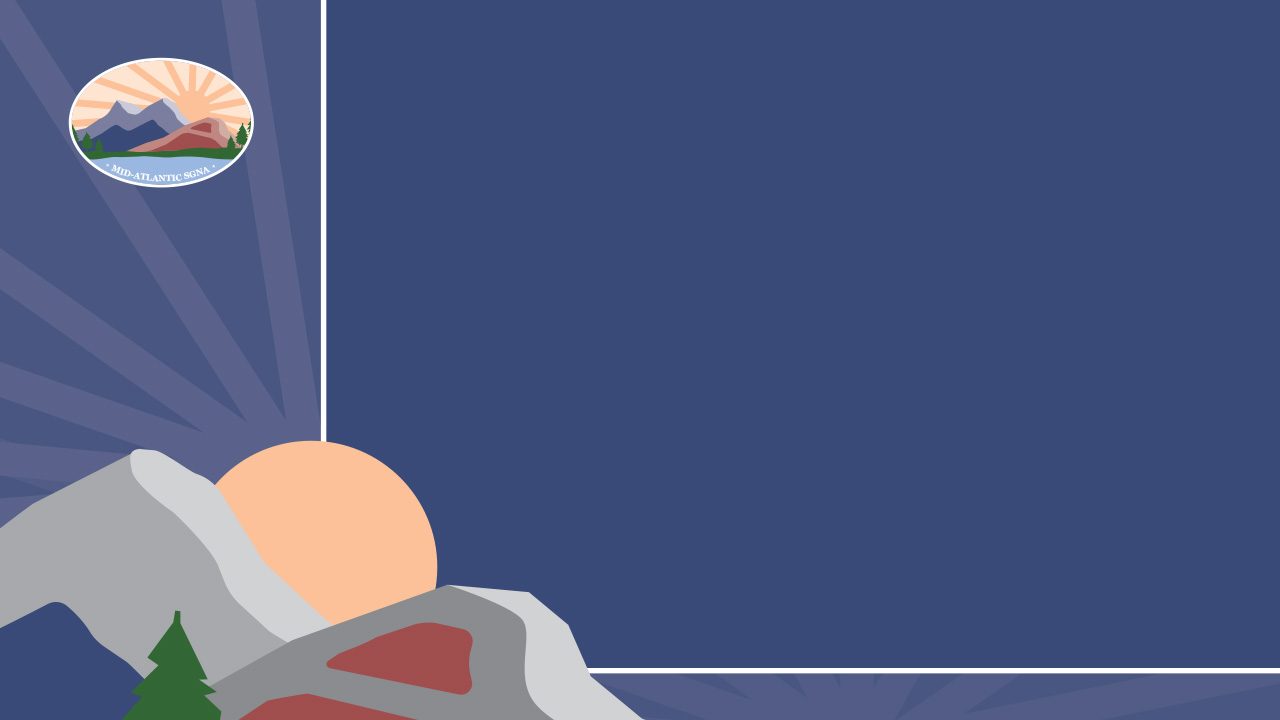 • MID-ATLANTIC SGNA •